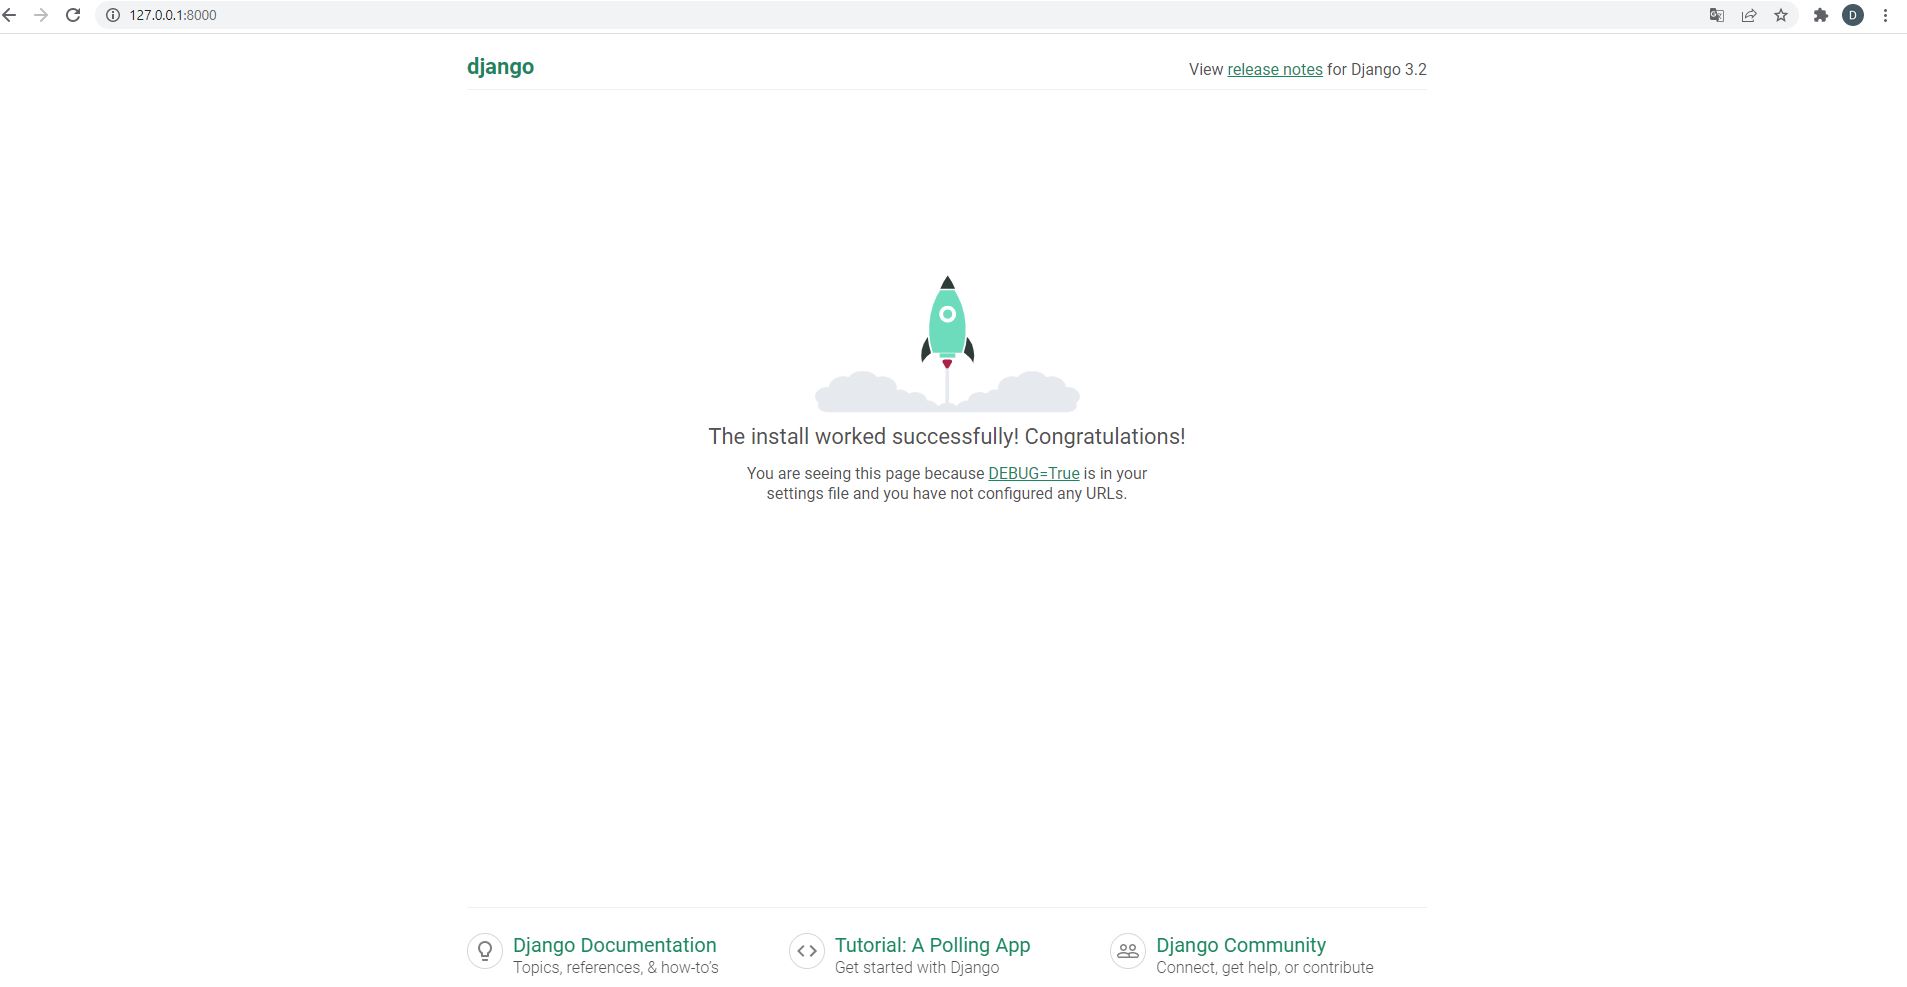 127.0.0.1:8000
D
django
View release notes for Django 3.2
The install worked successfully! Congratulations!
You are seeing this page because DEBUG=True is in your
settings file and you have not configured any URLs.
Django Documentation
Topics, references, & how-to’s
Tutorial: A Polling App
Get started with Django
Django Community
Connect, get help, or contribute